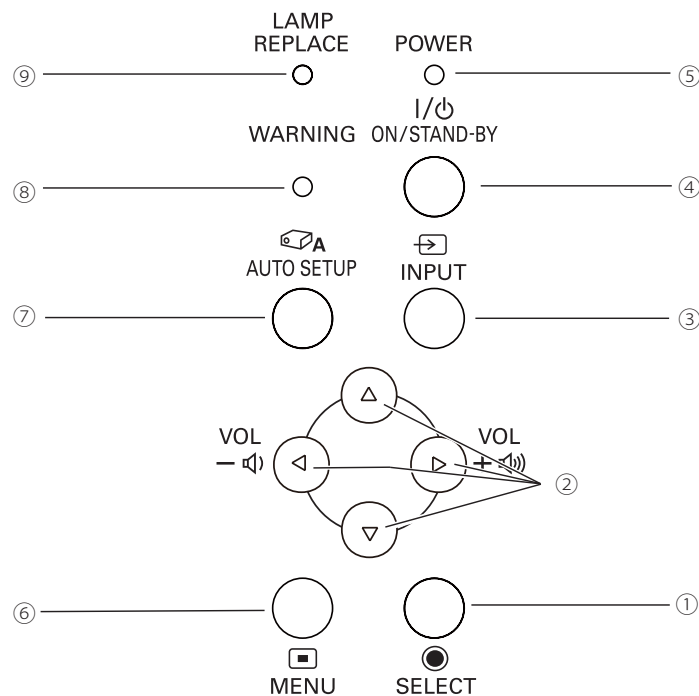 LAMP
REPLACE
POWER
⑨
⑤
I/⏻
WARNING
ON/STAND-BY
⑧
④
A
AUTO SETUP
INPUT
⑦
③
VOL
VOL
−
+
②
⑥
①
MENU
SELECT